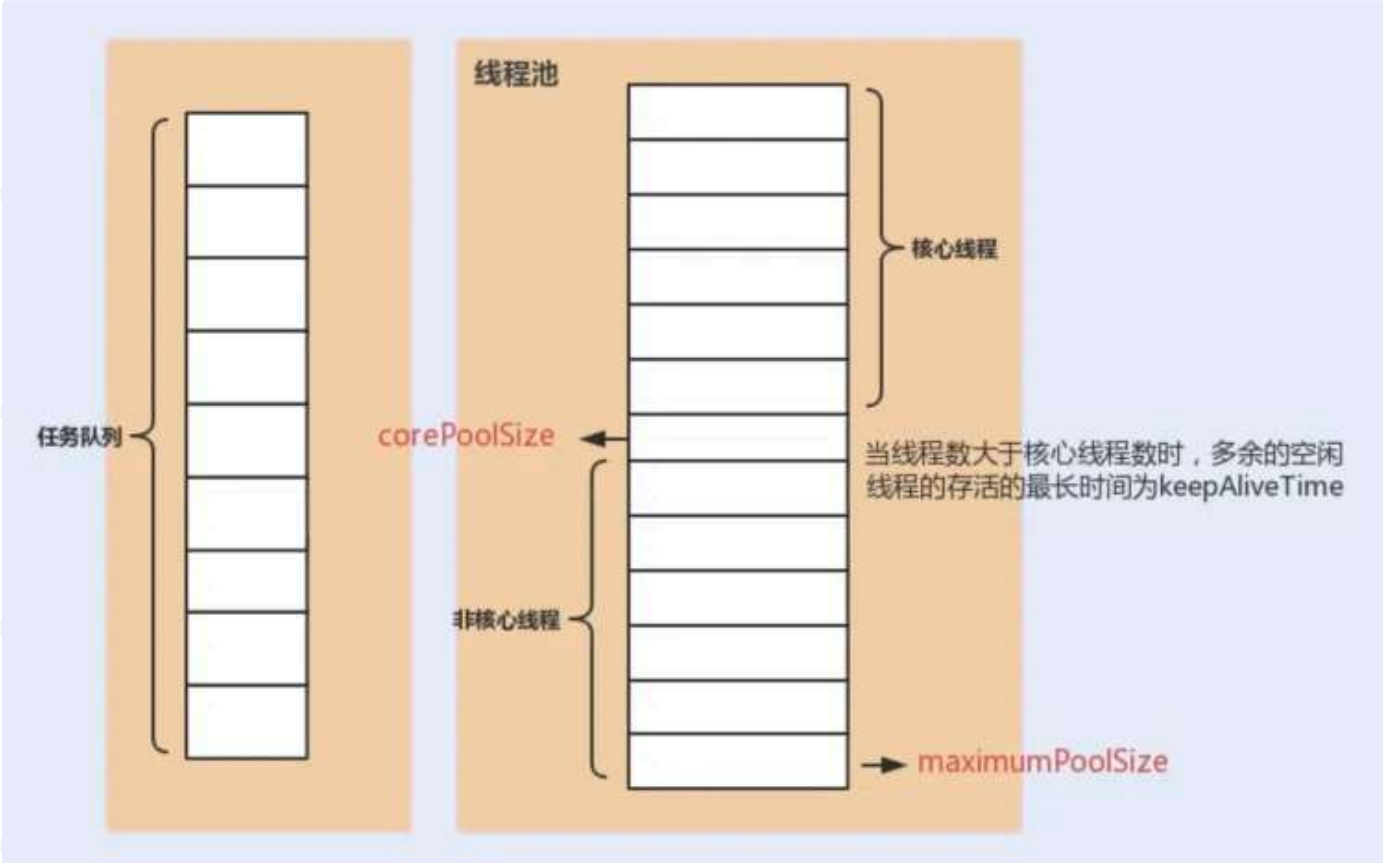 线程池
核心线程
任务队列
corePoolSize
当线程数大于核心线程数时，多余的空闲
线程的存活的最长时间为keepAliveTime
非核心线程
maximumPoolSize